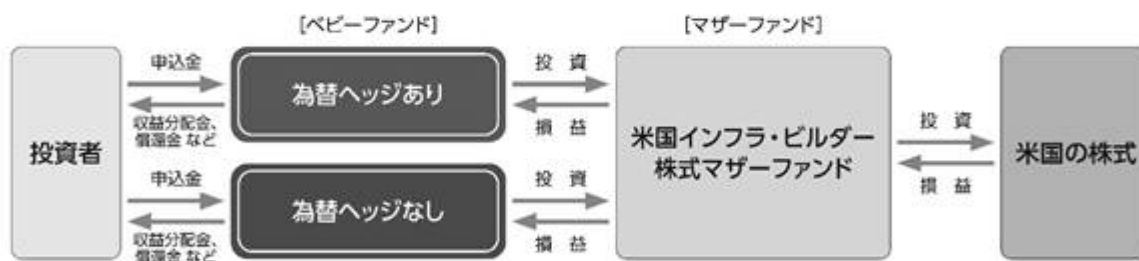 [ベビーファンド]
[マザーファンド]
投資者
申込金
収益分配金、
償還金 など
為替ヘッジあり
投 資
損 益
申込金
収益分配金、
償還金 など
為替ヘッジなし
投 資
損 益
米国インフラ・ビルダー
株式マザーファンド
投 資
損 益
米国の株式